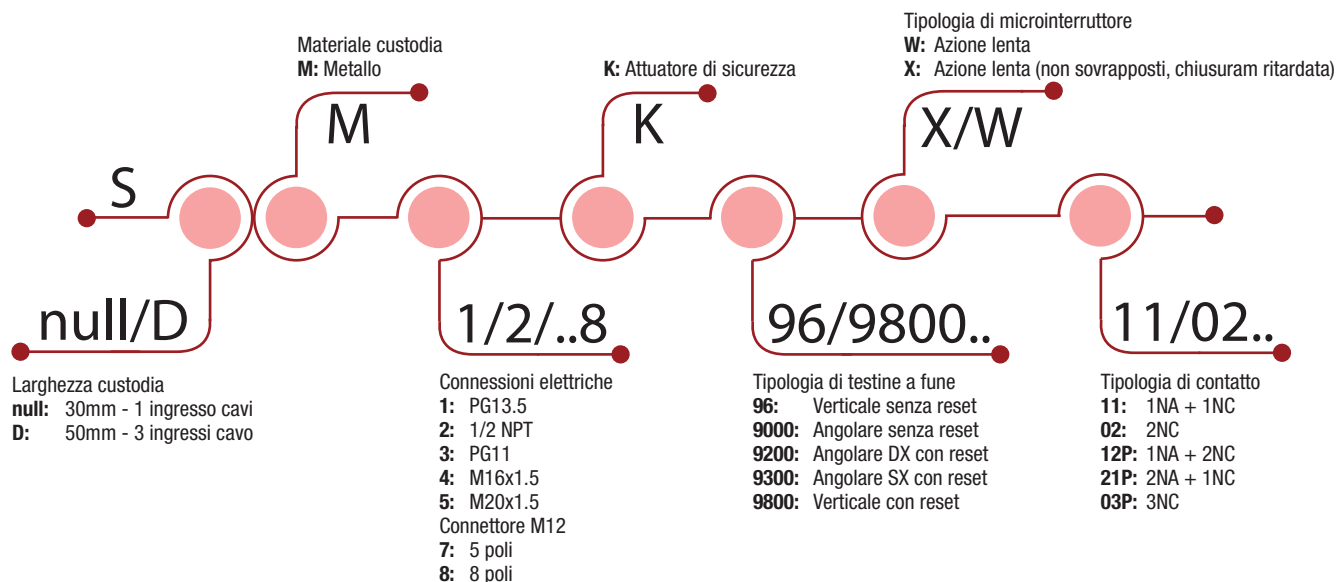 Materiale custodia
M: Metallo
K: Attuatore di sicurezza
Tipologia di microinterruttore
W: Azione lenta
X: Azione lenta (non sovrapposti, chiusuram ritardata)
S
M
K
X/W
null/D
1/2/..8
96/9800..
11/02..
Larghezza custodia
null: 30mm - 1 ingresso cavi
D: 50mm - 3 ingressi cavo
Connessioni elettriche
1: PG13.5
2: 1/2 NPT
3: PG11
4: M16x1.5
5: M20x1.5
Connettore M12
7: 5 poli
8: 8 poli
Tipologia di testine a fune
96: Verticale senza reset
9000: Angolare senza reset
9200: Angolare DX con reset
9300: Angolare SX con reset
9800: Verticale con reset
Tipologia di contatto
11: 1NA + 1NC
02: 2NC
12P: 1NA + 2NC
21P: 2NA + 1NC
03P: 3NC